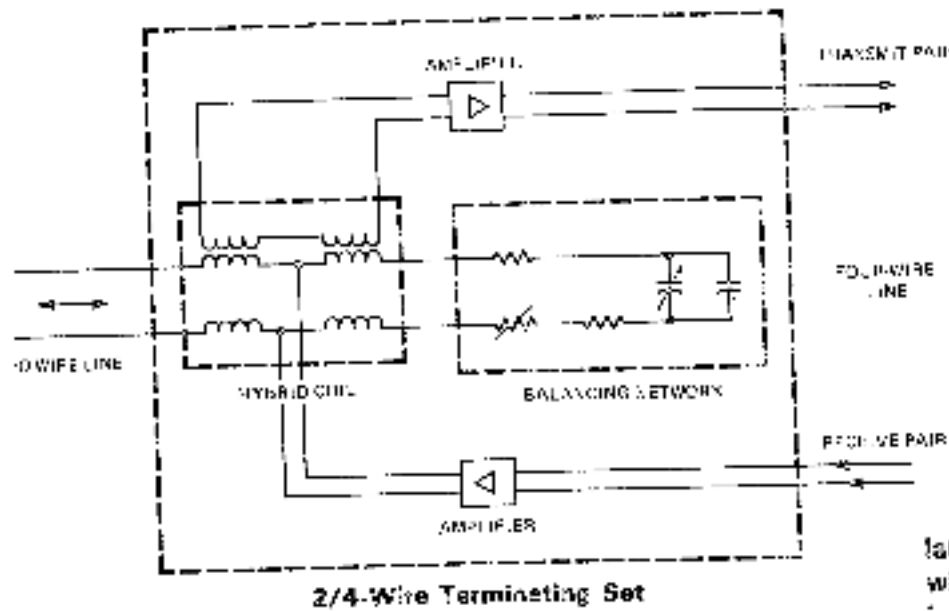 AMPLIFIER
TRANSMIT PAIR
FOUR-WIRE
LINE
WIRE LINE
HYBRID COIL
BALANCING NETWORK
RECEIVE PAIR
AMPLIFIER
2/4-Wire Terminating Set